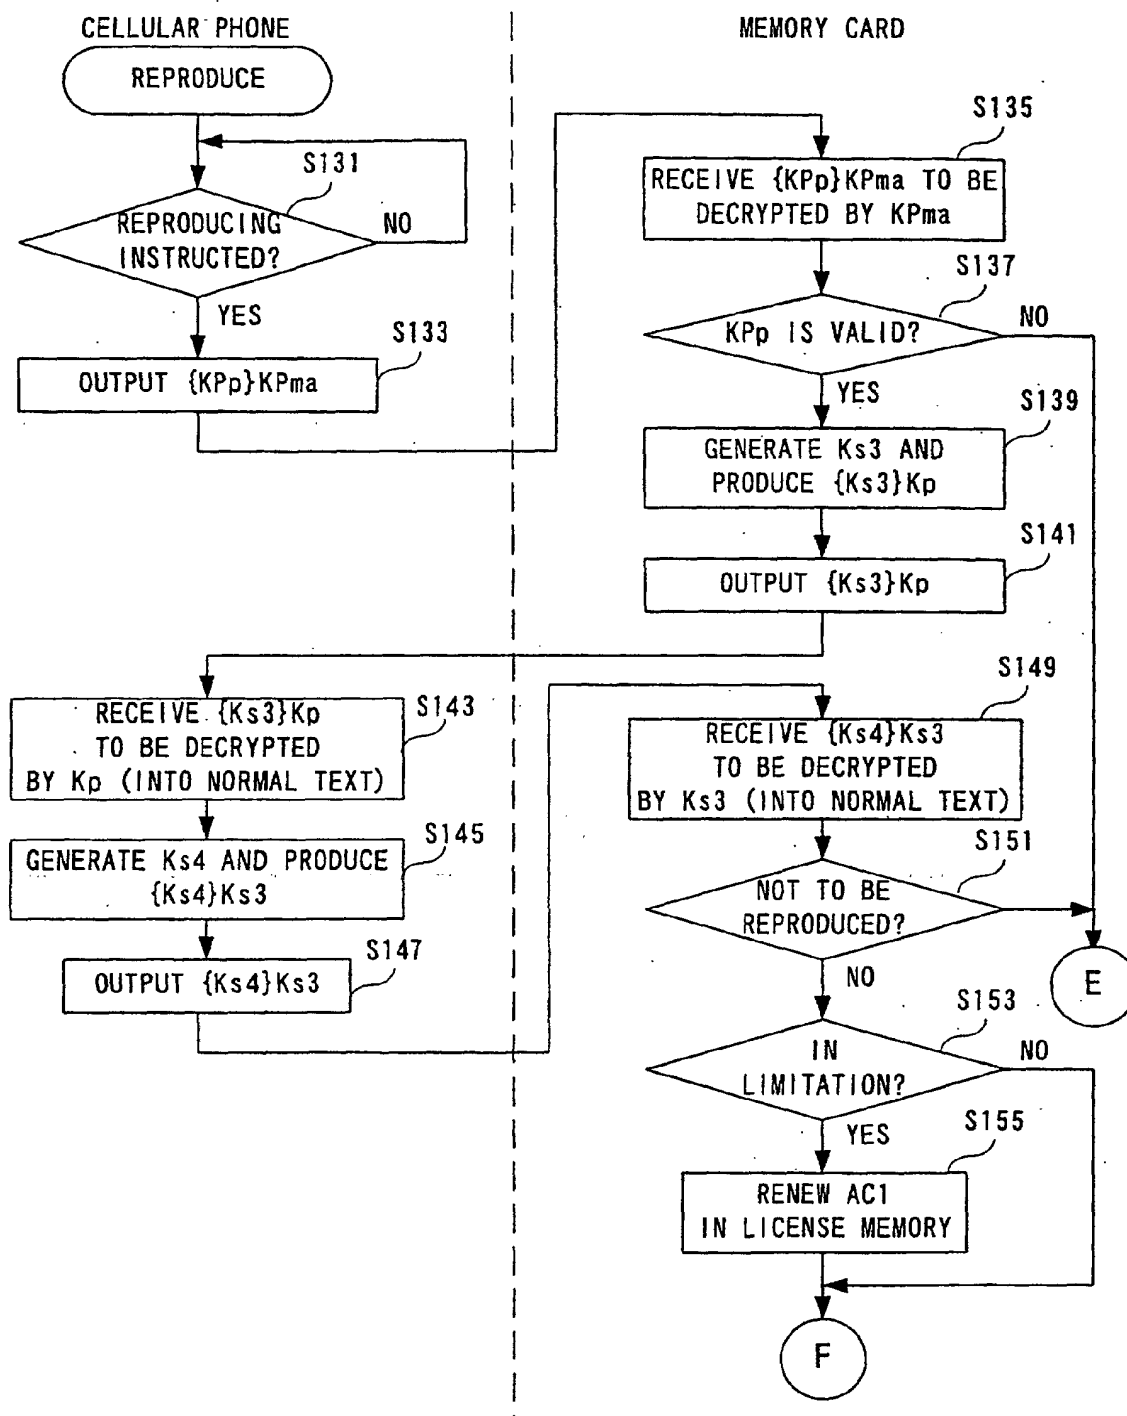 CELLULAR PHONE
REPRODUCE
S131
REPRODUCING
INSTRUCTED?
NO
YES
S133
OUTPUT {KPp}KPma
MEMORY CARD
S135
RECEIVE {KPp}KPma TO BE
DECRYPTED BY KPma
S137
KPp IS VALID?
NO
YES
S139
GENERATE Ks3 AND
PRODUCE {Ks3}Kp
S141
OUTPUT {Ks3}Kp
S143
RECEIVE {Ks3}Kp
TO BE DECRYPTED
BY Kp (INTO NORMAL TEXT)
S145
GENERATE Ks4 AND PRODUCE
{Ks4}Ks3
S147
OUTPUT {Ks4}Ks3
S149
RECEIVE {Ks4}Ks3
TO BE DECRYPTED
BY Ks3 (INTO NORMAL TEXT)
S151
NOT TO BE
REPRODUCED?
NO
E
S153
IN
LIMITATION?
NO
YES
S155
RENEW AC1
IN LICENSE MEMORY
F